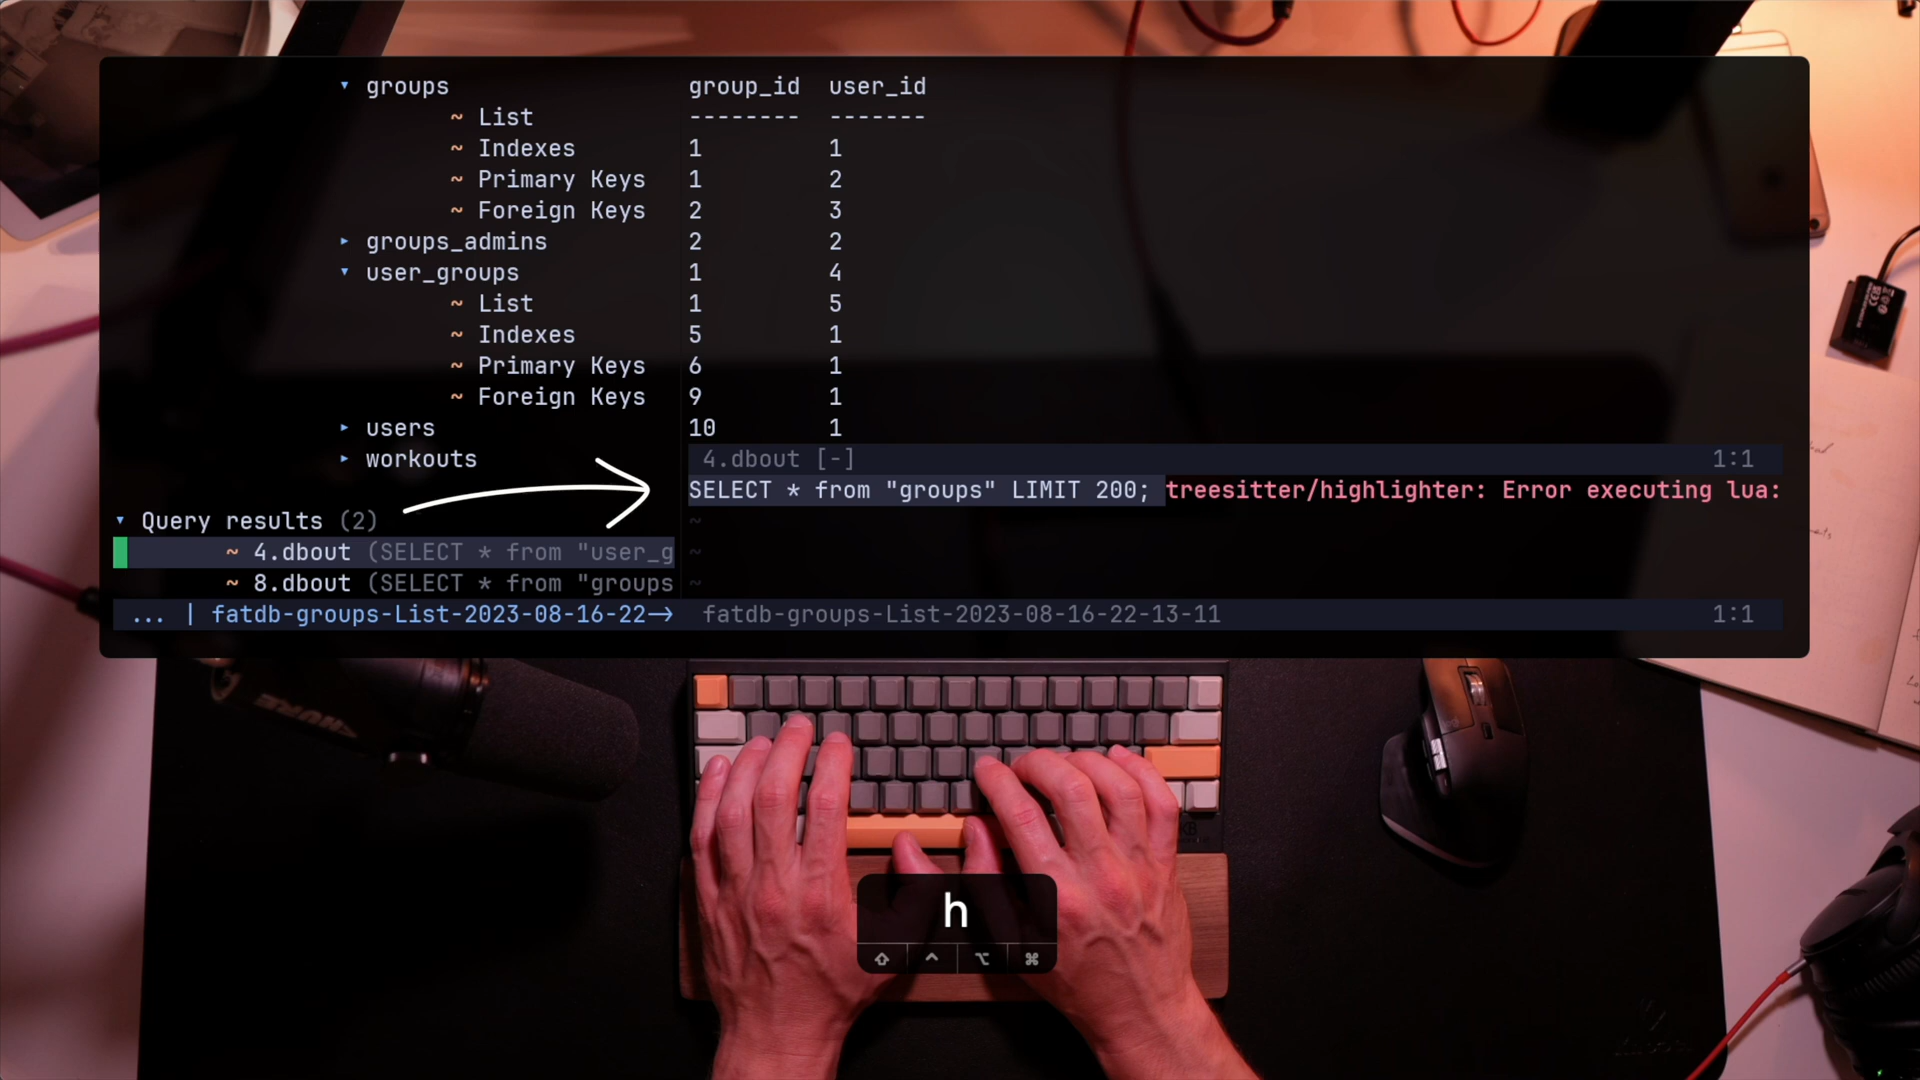 ▾ groups
~ List
~ Indexes
~ Primary Keys
~ Foreign Keys
▸ groups_admins
▾ user_groups
~ List
~ Indexes
~ Primary Keys
~ Foreign Keys
▸ users
▸ workouts
▾ Query results (2)
~ 4.dbout (SELECT * from "user_g
~ 8.dbout (SELECT * from "groups
... | fatdb-groups-List-2023-08-16-22→
group_id user_id
-------- -------
1 1
1 2
2 3
2 2
1 4
1 5
5 1
6 1
9 1
10 1
4.dbout [-] 1:1
SELECT * from "groups" LIMIT 200; treesitter/highlighter: Error executing lua:
~
~
~
fatdb-groups-List-2023-08-16-22-13-11 1:1
SHURE
h
⇧ ^ ⌥ ⌘